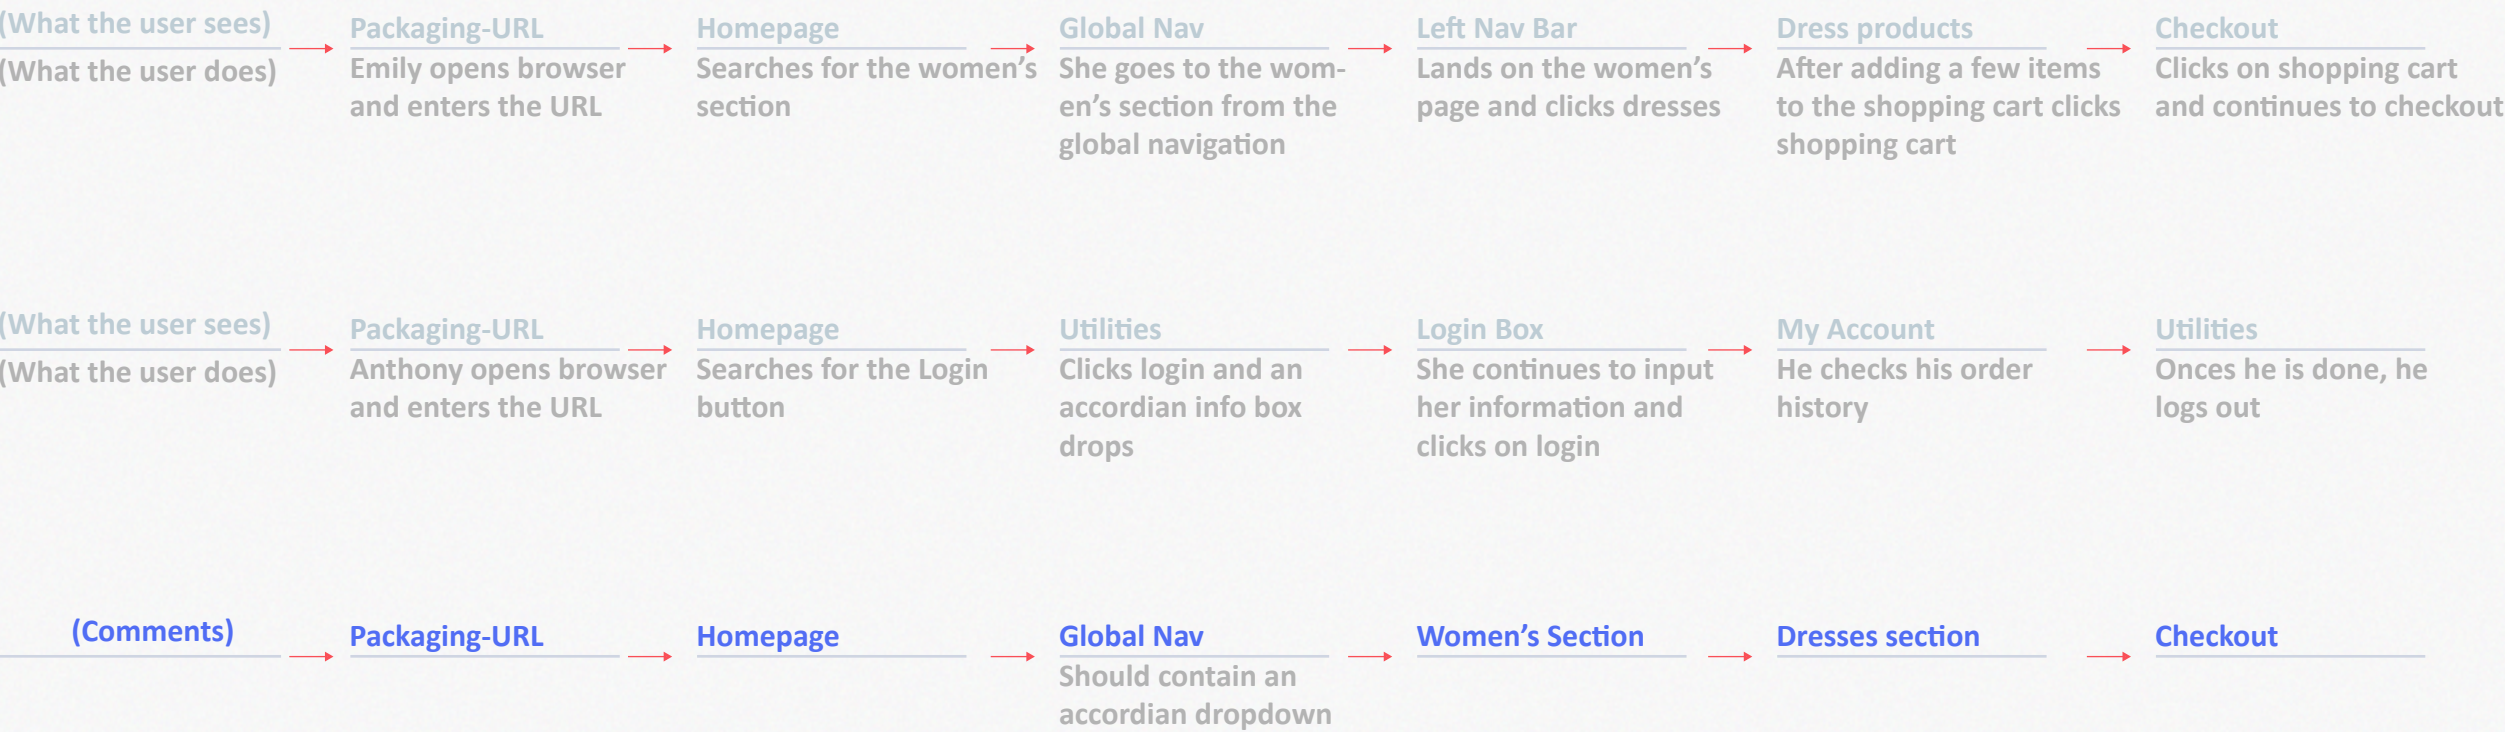 (What the user sees)
(What the user does)
Packaging-URL
Emily opens browser
and enters the URL
Homepage
Searches for the women’s
section
Global Nav
She goes to the wom-
en’s section from the
global navigation
Left Nav Bar
Lands on the women’s
page and clicks dresses
Dress products
After adding a few items
to the shopping cart clicks
shopping cart
Checkout
Clicks on shopping cart
and continues to checkout
(What the user sees)
(What the user does)
Packaging-URL
Anthony opens browser
and enters the URL
Homepage
Searches for the Login
button
Utilities
Clicks login and an
accordian info box
drops
Login Box
She continues to input
her information and
clicks on login
My Account
He checks his order
history
Utilities
Onces he is done, he
logs out
(Comments)
Packaging-URL
Homepage
Global Nav
Should contain an
accordian dropdown
Women’s Section
Dresses section
Checkout